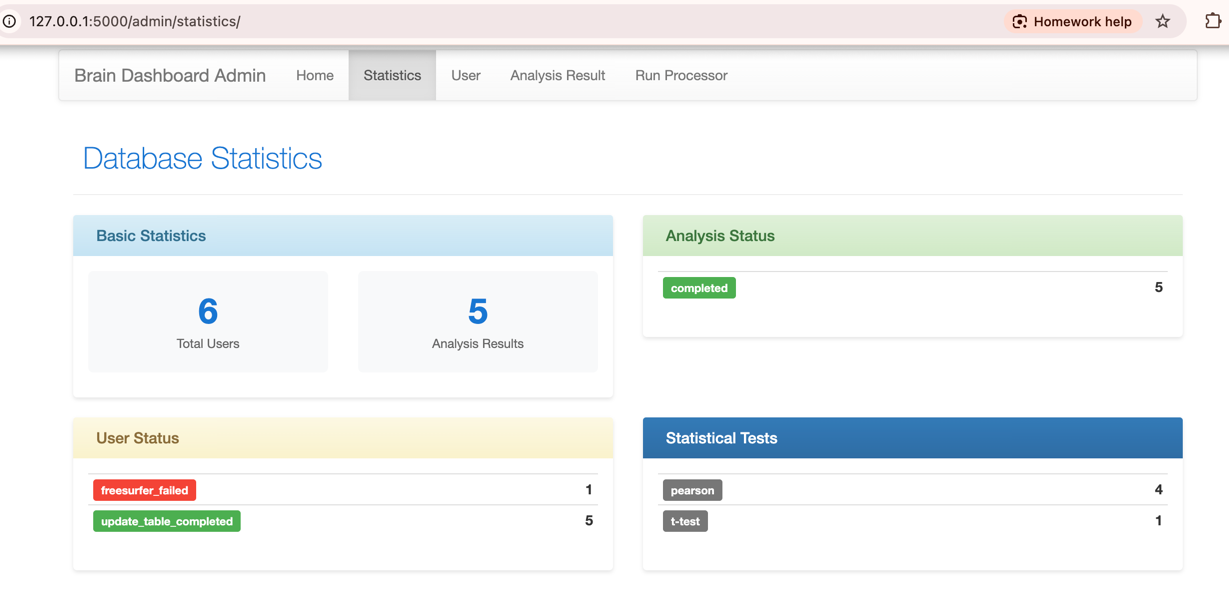 127.0.0.1:5000/admin/statistics/ Homework help
Brain Dashboard Admin Home Statistics User Analysis Result Run Processor
Database Statistics
Basic Statistics
6
Total Users
5
Analysis Results
Analysis Status
completed 5
User Status
freesurfer_failed 1
update_table_completed 5
Statistical Tests
pearson 4
t-test 1